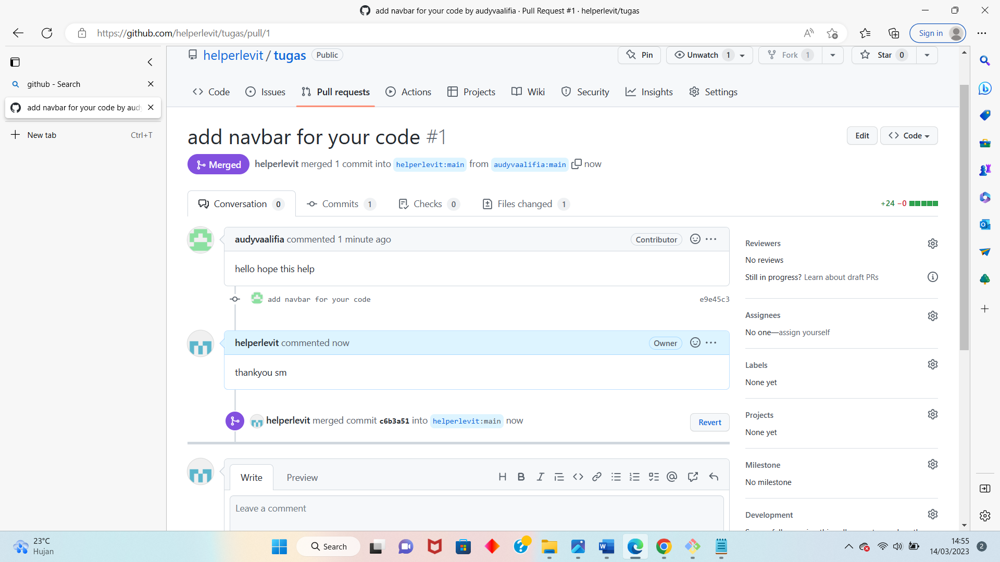 add navbar for your code by audyvaalifia · Pull Request #1 · helperlevit/tugas
https://github.com/helperlevit/tugas/pull/1
Sign in
github - Search
add navbar for your code by aud
New tab Ctrl+T
helperlevit / tugas Public
Pin
Unwatch 1
Fork 1
Star 0
Code
Issues
Pull requests
Actions
Projects
Wiki
Security
Insights
Settings
add navbar for your code #1
Edit
Code
Merged
helperlevit merged 1 commit into helperlevit:main from audyvaalifia:main now
Conversation 0
Commits 1
Checks 0
Files changed 1
+24 −0
audyvaalifia commented 1 minute ago
Contributor
hello hope this help
add navbar for your code
e9e45c3
helperlevit commented now
Owner
thankyou sm
helperlevit merged commit c6b3a51 into helperlevit:main now
Revert
Write
Preview
Leave a comment
Reviewers
No reviews
Still in progress? Learn about draft PRs
Assignees
No one—assign yourself
Labels
None yet
Projects
None yet
Milestone
No milestone
Development
23°C
Hujan
Search
14:55
14/03/2023
2